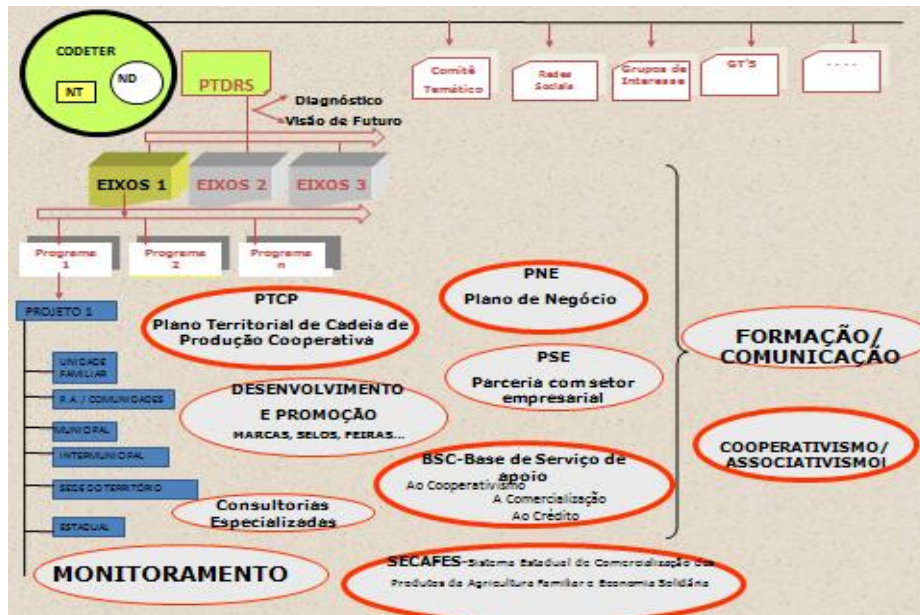 CODETER
NT
ND
PTDRS
Diagnóstico
Visão de Futuro
Comitê
Temático
Redes
Sociais
Grupos de
Interesse
GT'S
- - - -
EIXOS 1
EIXOS 2
EIXOS 3
Programa
1
Programa
2
Programa
n
PROJETO 1
UNIDADE
FAMILIAR
P.A./ COMUNIDADES
MUNICIPAL
INTERMUNICIPAL
SEDE DO TERRITÓRIO
ESTADUAL
PTCP
Plano Territorial de Cadeia de
Produção Cooperativa
DESENVOLVIMENTO
E PROMOÇÃO
MARCAS, SELOS, FEIRAS...
Consultorias
Especializadas
MONITORAMENTO
PNE
Plano de Negócio
PSE
Parceria com setor
empresarial
BSC-Base de Serviço de
apoio
Ao Cooperativismo
A Comercialização
Ao Crédito
SECAFES-Sistema Estadual de Comercialização dos
Produtos da Agricultura Familiar e Economia Solidária
FORMAÇÃO/
COMUNICAÇÃO
COOPERATIVISMO/
ASSOCIATIVISMO!